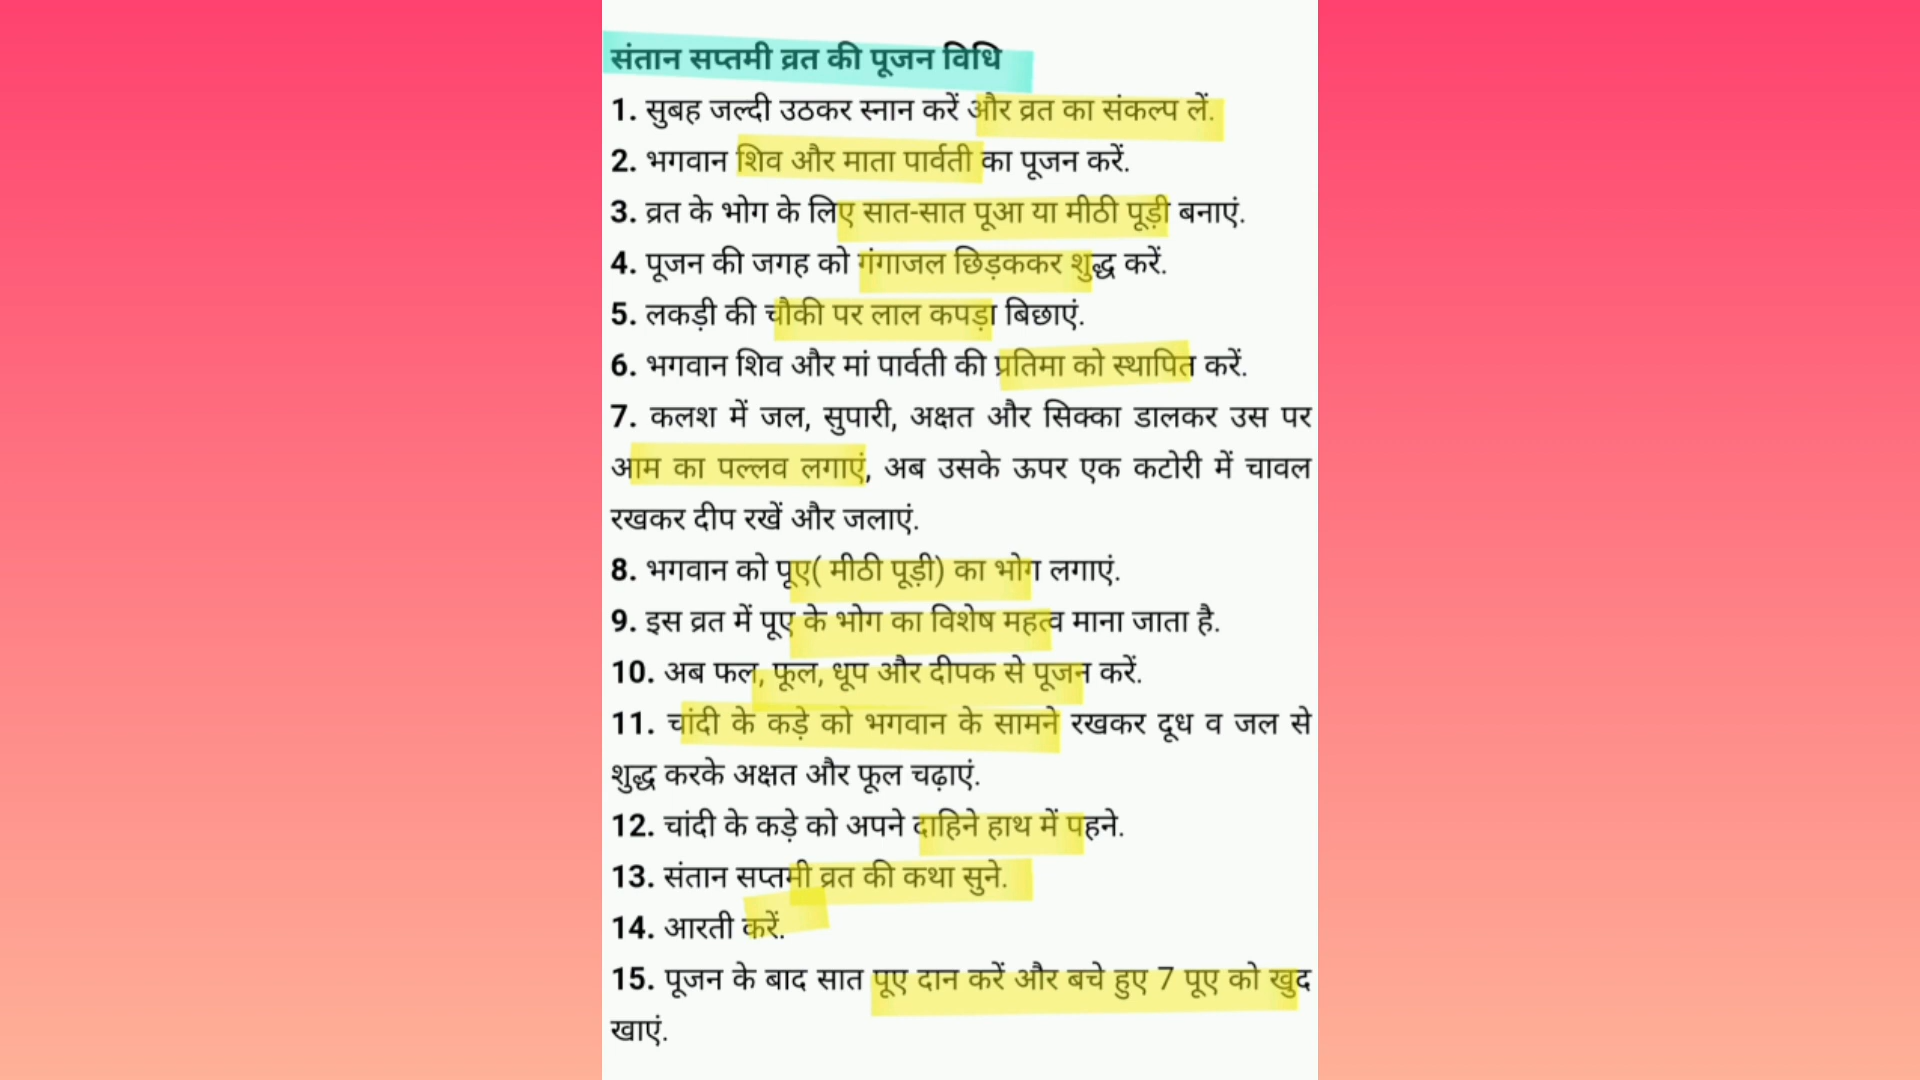 संतान सप्तमी व्रत की पूजन विधि
1. सुबह जल्दी उठकर स्नान करें और व्रत का संकल्प लें.
2. भगवान शिव और माता पार्वती का पूजन करें.
3. व्रत के भोग के लिए सात-सात पूआ या मीठी पूड़ी बनाएं.
4. पूजन की जगह को गंगाजल छिड़ककर शुद्ध करें.
5. लकड़ी की चौकी पर लाल कपड़ा बिछाएं.
6. भगवान शिव और मां पार्वती की प्रतिमा को स्थापित करें.
7. कलश में जल, सुपारी, अक्षत और सिक्का डालकर उस पर
आम का पल्लव लगाएं, अब उसके ऊपर एक कटोरी में चावल
रखकर दीप रखें और जलाएं.
8. भगवान को पूए( मीठी पूड़ी) का भोग लगाएं.
9. इस व्रत में पूए के भोग का विशेष महत्व माना जाता है.
10. अब फल, फूल, धूप और दीपक से पूजन करें.
11. चांदी के कड़े को भगवान के सामने रखकर दूध व जल से
शुद्ध करके अक्षत और फूल चढ़ाएं.
12. चांदी के कड़े को अपने दाहिने हाथ में पहने.
13. संतान सप्तमी व्रत की कथा सुने.
14. आरती करें.
15. पूजन के बाद सात पूए दान करें और बचे हुए 7 पूए को खुद
खाएं.